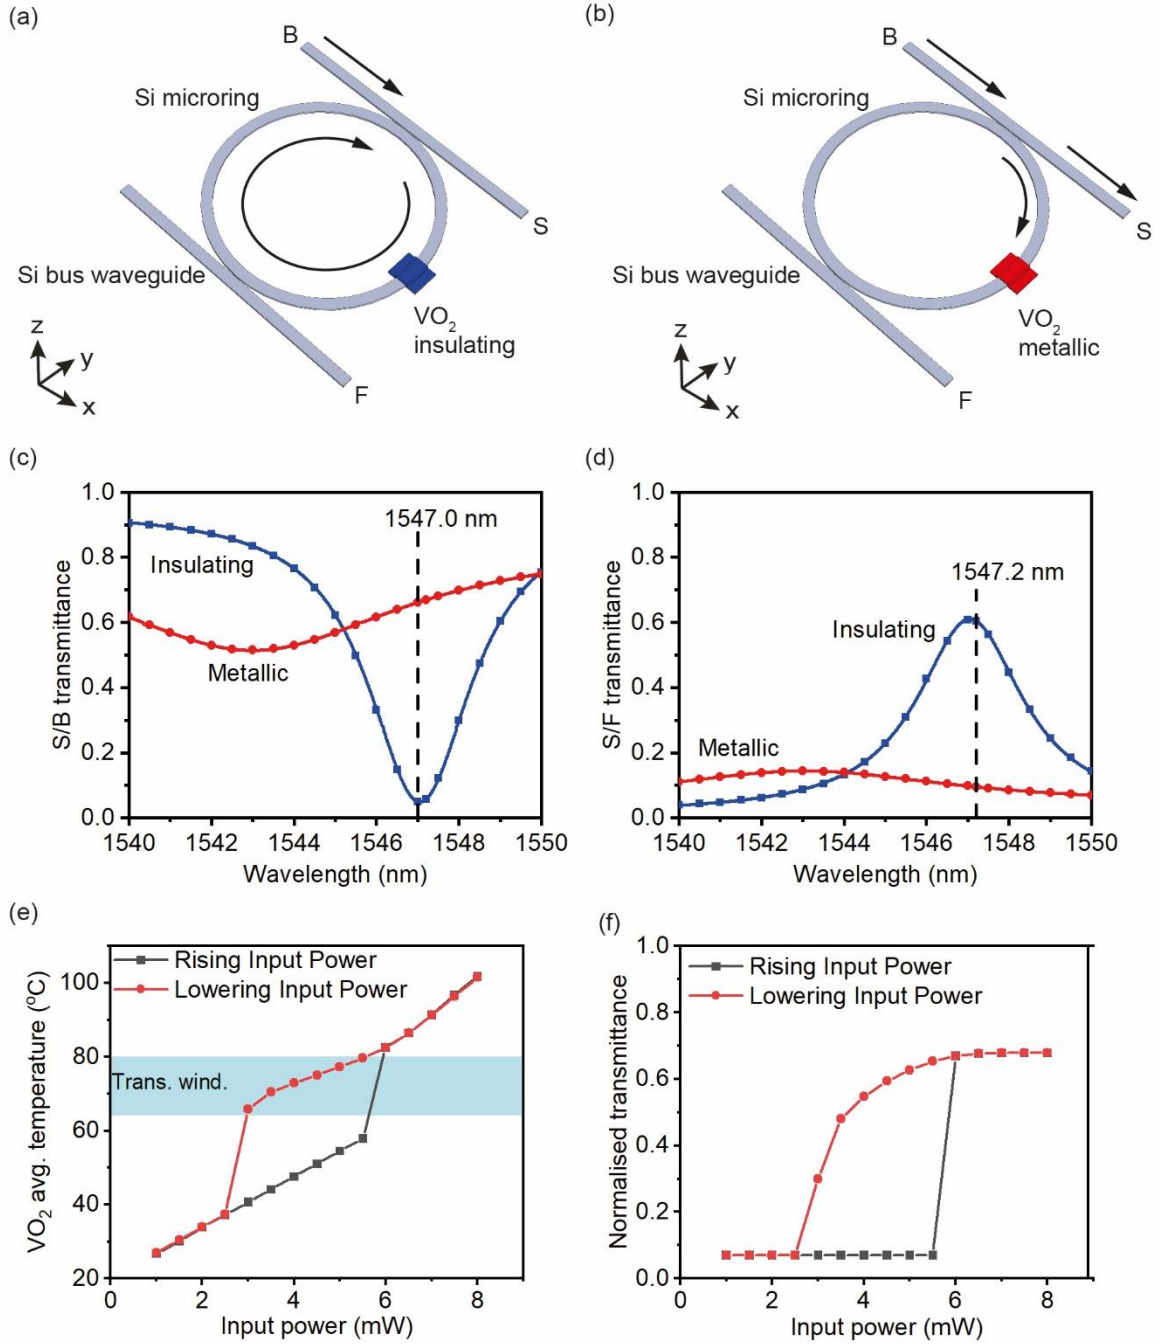 (a)
B
Si microring
S
Si bus waveguide
VO2
insulating
F
z
y
x
(b)
B
Si microring
S
Si bus waveguide
VO2
metallic
F
z
y
x
(c)
1.0
0.8
0.6
0.4
0.2
0.0
S/B transmittance
1547.0 nm
Insulating
Metallic
1540 1542 1544 1546 1548 1550
Wavelength (nm)
(d)
1.0
0.8
0.6
0.4
0.2
0.0
S/F transmittance
1547.2 nm
Insulating
Metallic
1540 1542 1544 1546 1548 1550
Wavelength (nm)
(e)
100
80
60
40
20
VO2 avg. temperature (ºC)
Rising Input Power
Lowering Input Power
Trans. wind.
0 2 4 6 8
Input power (mW)
(f)
1.0
0.8
0.6
0.4
0.2
0.0
Normalised transmittance
Rising Input Power
Lowering Input Power
0 2 4 6 8
Input power (mW)